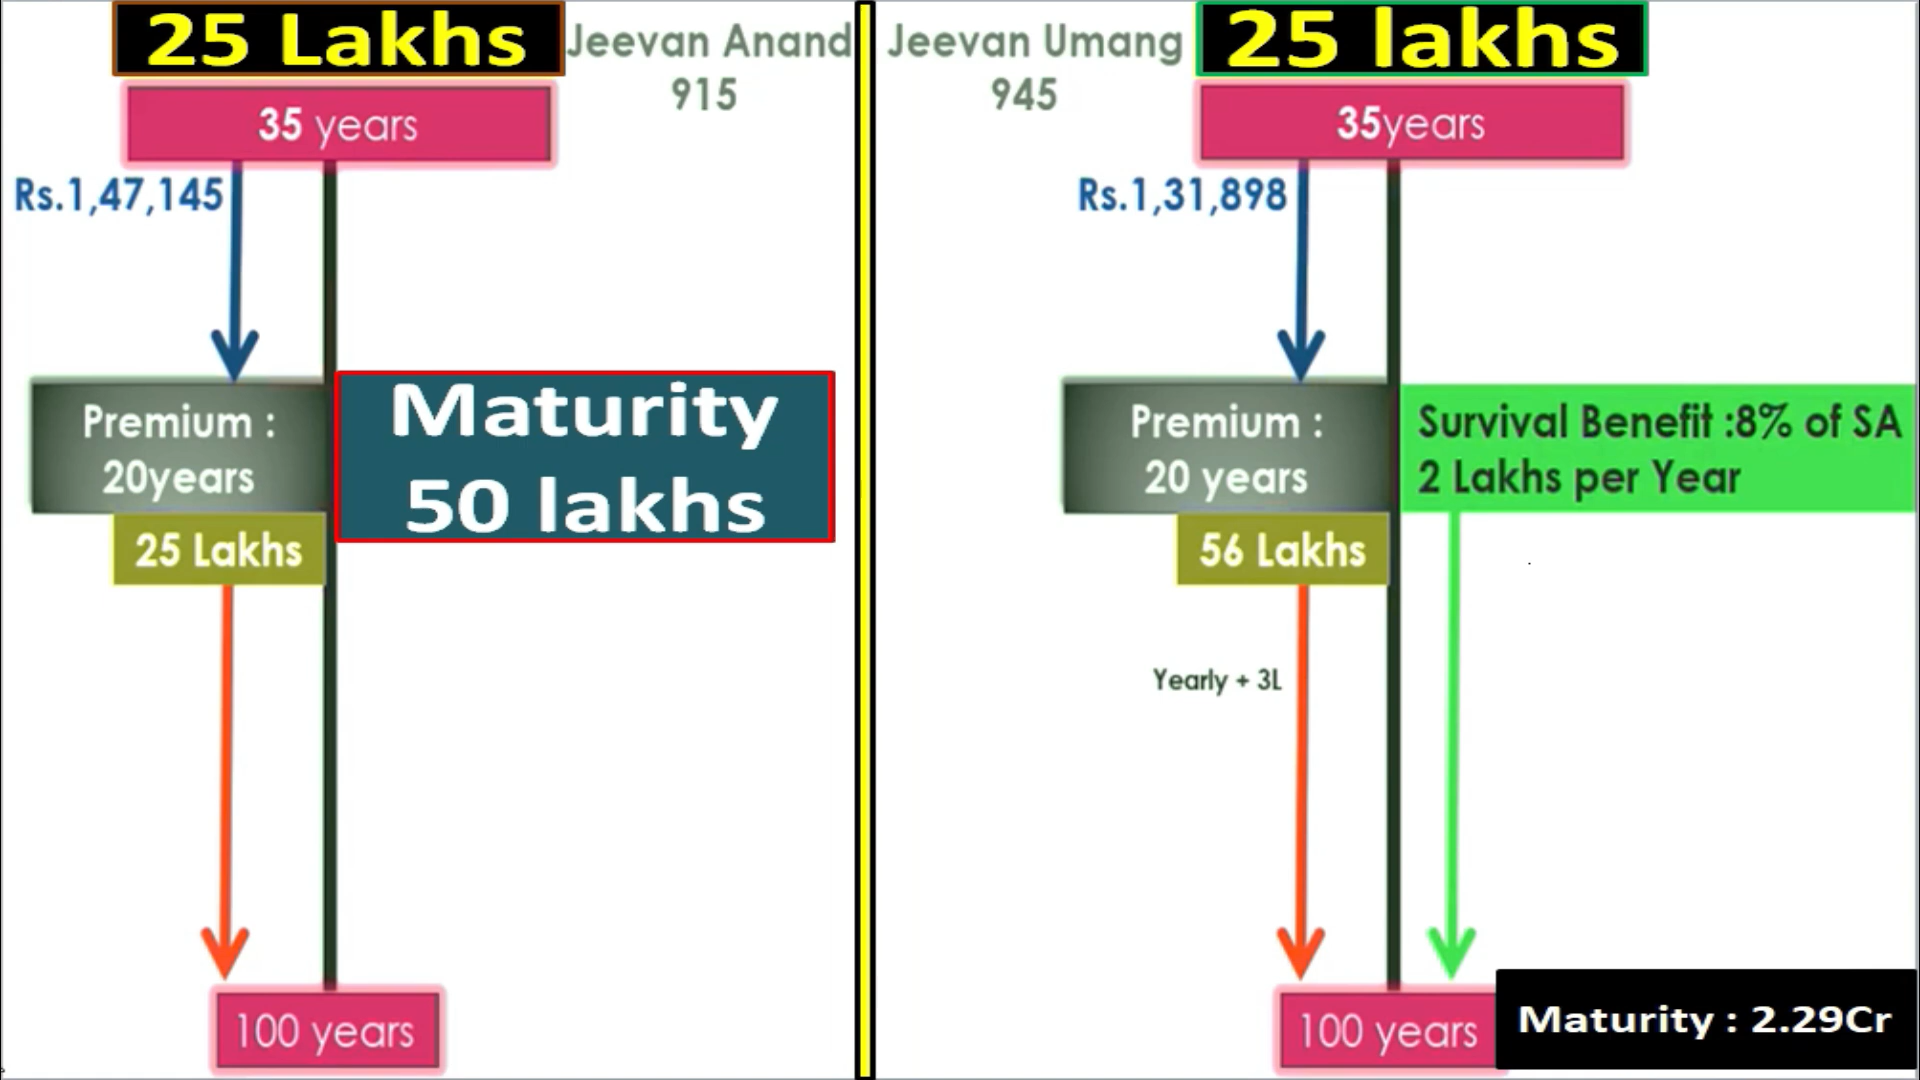 25 Lakhs
Jeevan Anand
915
35 years
Rs.1,47,145
Premium :
20years
Maturity
50 lakhs
25 Lakhs
100 years
Jeevan Umang
945
25 lakhs
35years
Rs.1,31,898
Premium :
20 years
Survival Benefit :8% of SA
2 Lakhs per Year
56 Lakhs
Yearly + 3L
100 years
Maturity : 2.29Cr